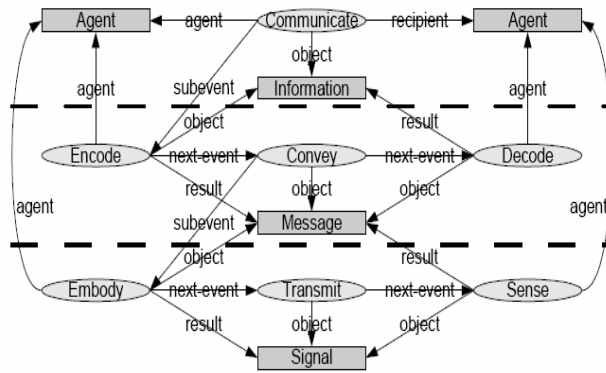 Agent agent Communicate recipient Agent
object
subevent
agent Information agent
object result
Encode next-event Convey next-event Decode
result object object
agent subevent agent
Message
object result
Embody next-event Transmit next-event Sense
result object object
Signal